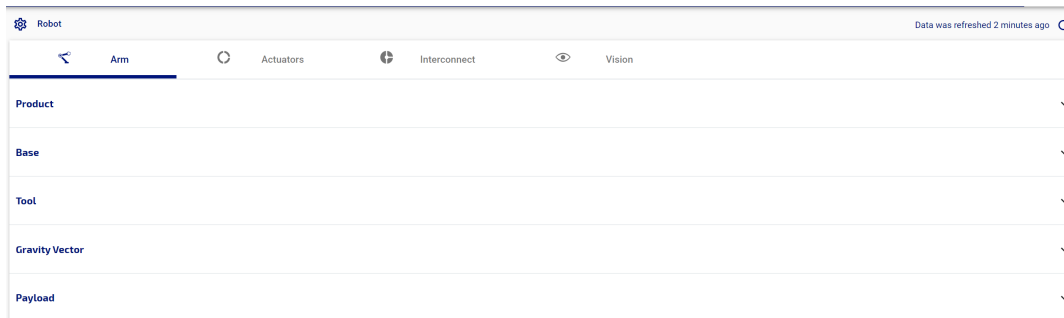 Robot Data was refreshed 2 minutes ago
Arm Actuators Interconnect Vision
Product
Base
Tool
Gravity Vector
Payload